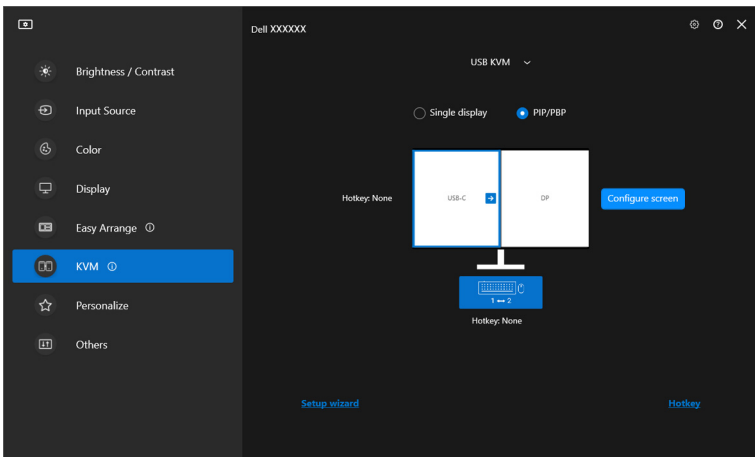 Dell XXXXXX
Brightness / Contrast
Input Source
Color
Display
Easy Arrange
KVM
Personalize
Others
USB KVM
Single display
PIP/PBP
Hotkey: None
USB-C
DP
Configure screen
1 ↔ 2
Hotkey: None
Setup wizard
Hotkey